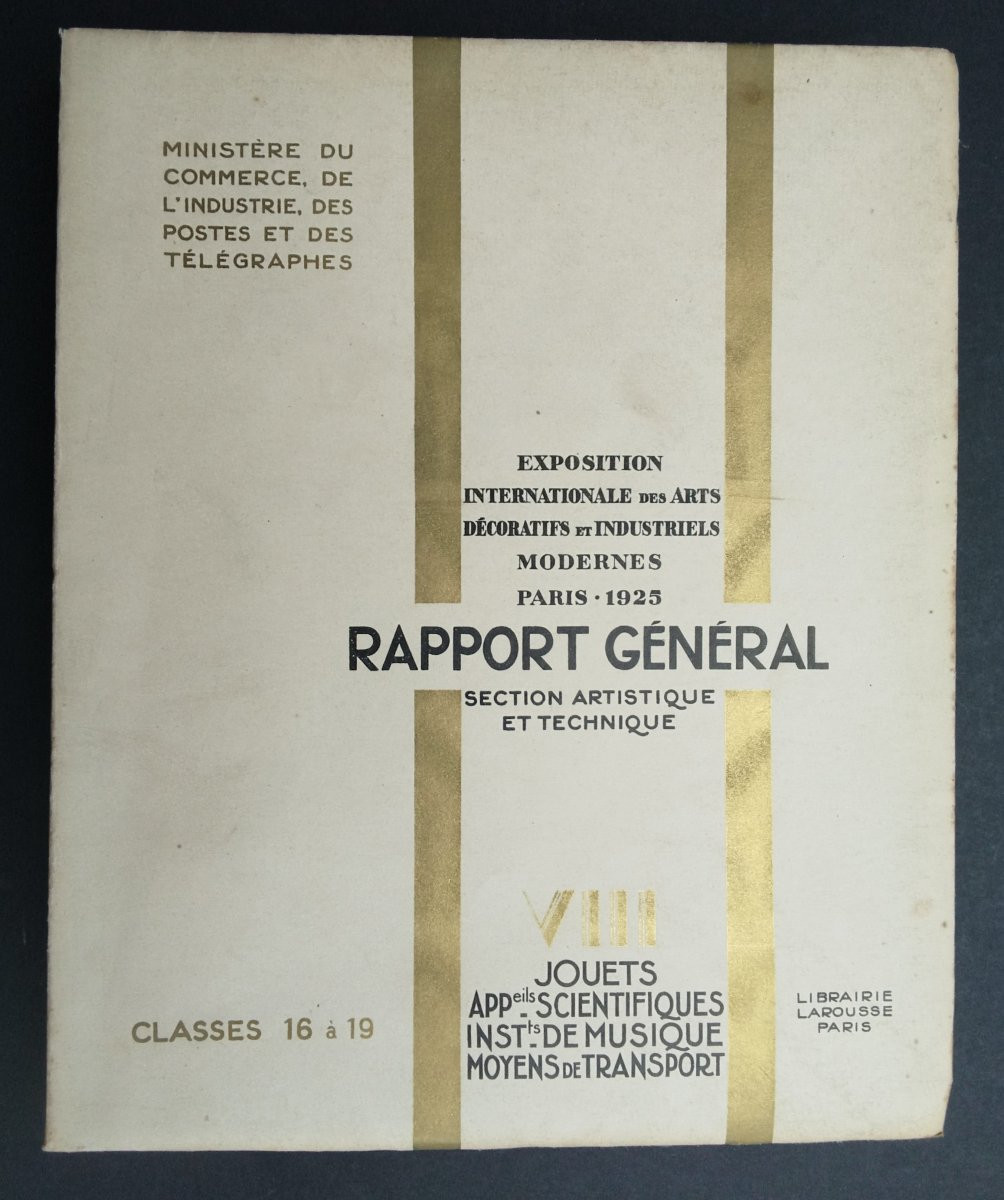 MINISTÈRE DU
COMMERCE, DE
L'INDUSTRIE, DES
POSTES ET DES
TÉLÉGRAPHES
EXPOSITION
INTERNATIONALE DES ARTS
DÉCORATIFS ET INDUSTRIELS
MODERNES
PARIS · 1925
RAPPORT GÉNÉRAL
SECTION ARTISTIQUE
ET TECHNIQUE
VIII
JOUETS
APPeils SCIENTIFIQUES
INSTts DE MUSIQUE
MOYENS DE TRANSPORT
CLASSES 16 à 19
LIBRAIRIE
LAROUSSE
PARIS